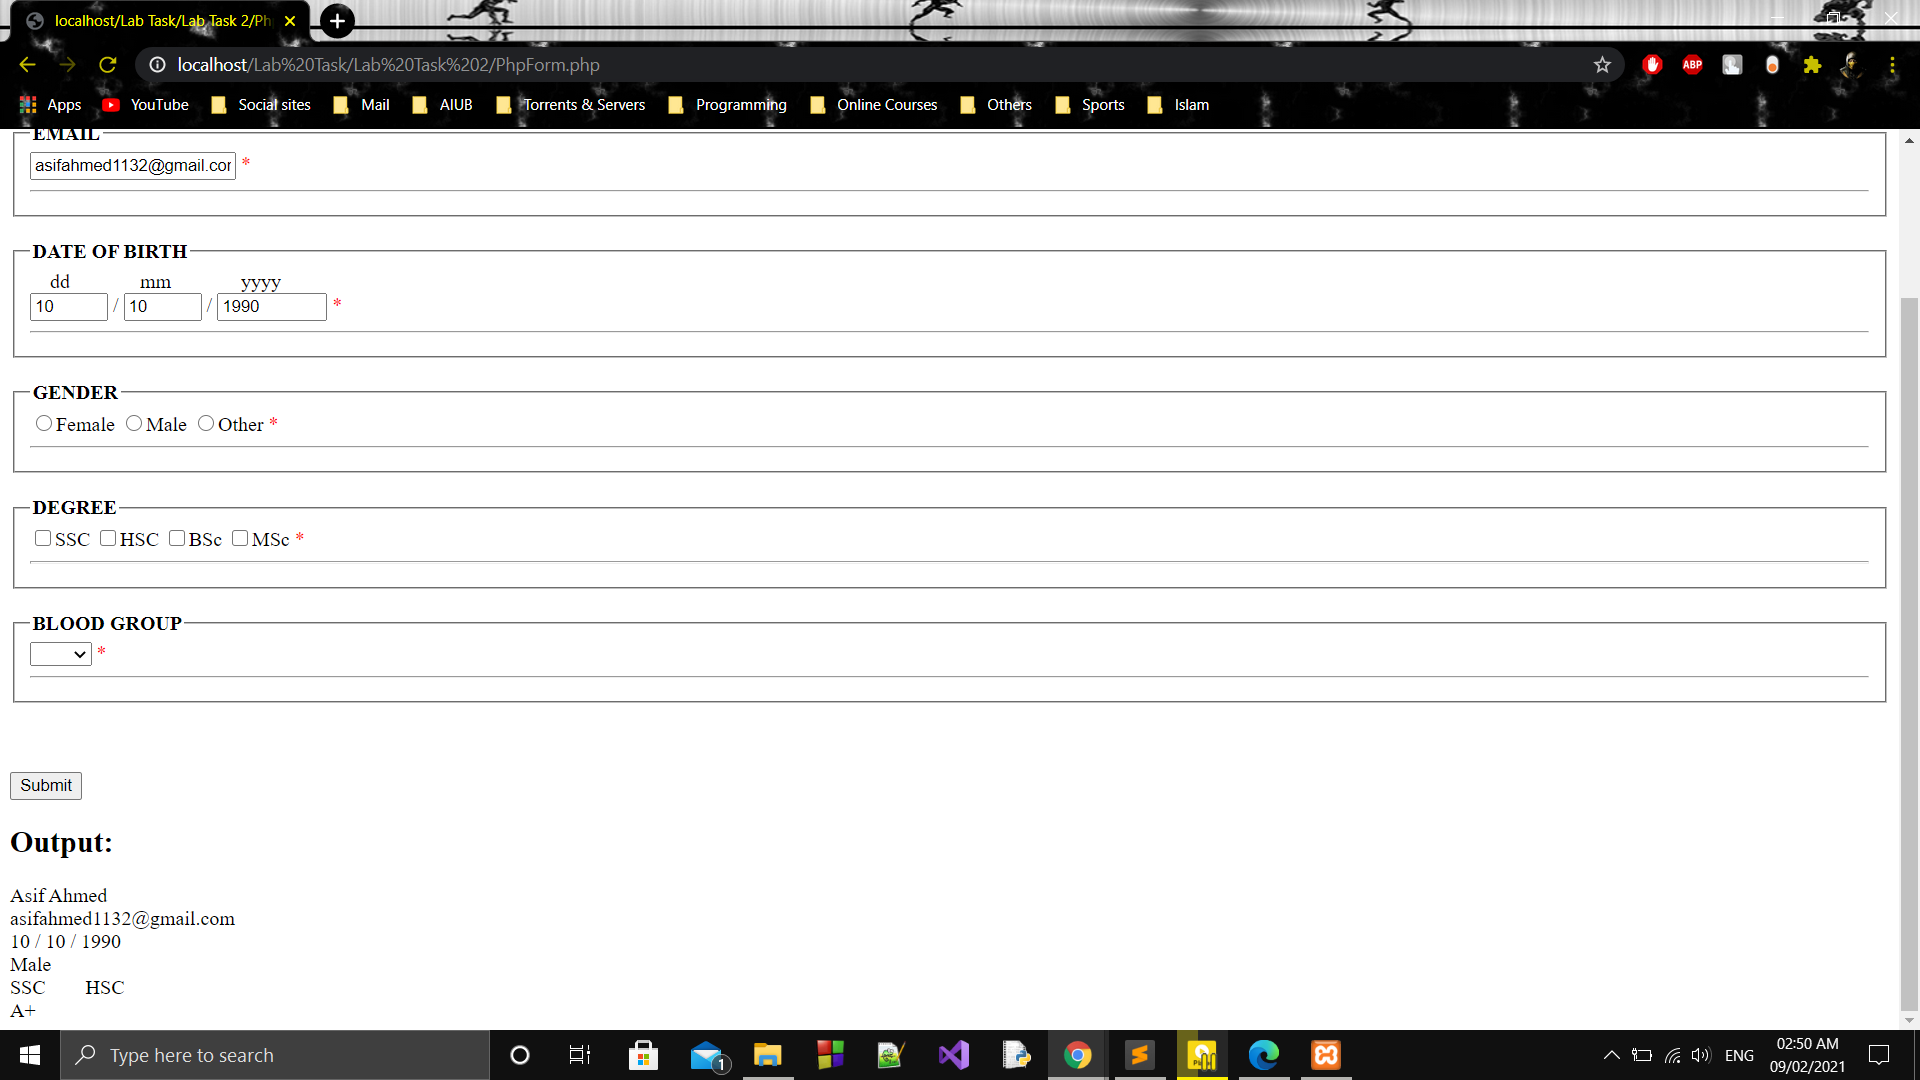 localhost/Lab Task/Lab Task 2/Ph
localhost/Lab%20Task/Lab%20Task%202/PhpForm.php
ABP
Apps YouTube Social sites Mail AIUB Torrents & Servers Programming Online Courses Others Sports Islam
EMAIL
asifahmed1132@gmail.cor *
DATE OF BIRTH
dd mm yyyy
10 / 10 / 1990 *
GENDER
Female Male Other *
DEGREE
SSC HSC BSc MSc *
BLOOD GROUP
*
Submit
Output:
Asif Ahmed
asifahmed1132@gmail.com
10 / 10 / 1990
Male
SSC HSC
A+
Type here to search
1
ENG
02:50 AM
09/02/2021